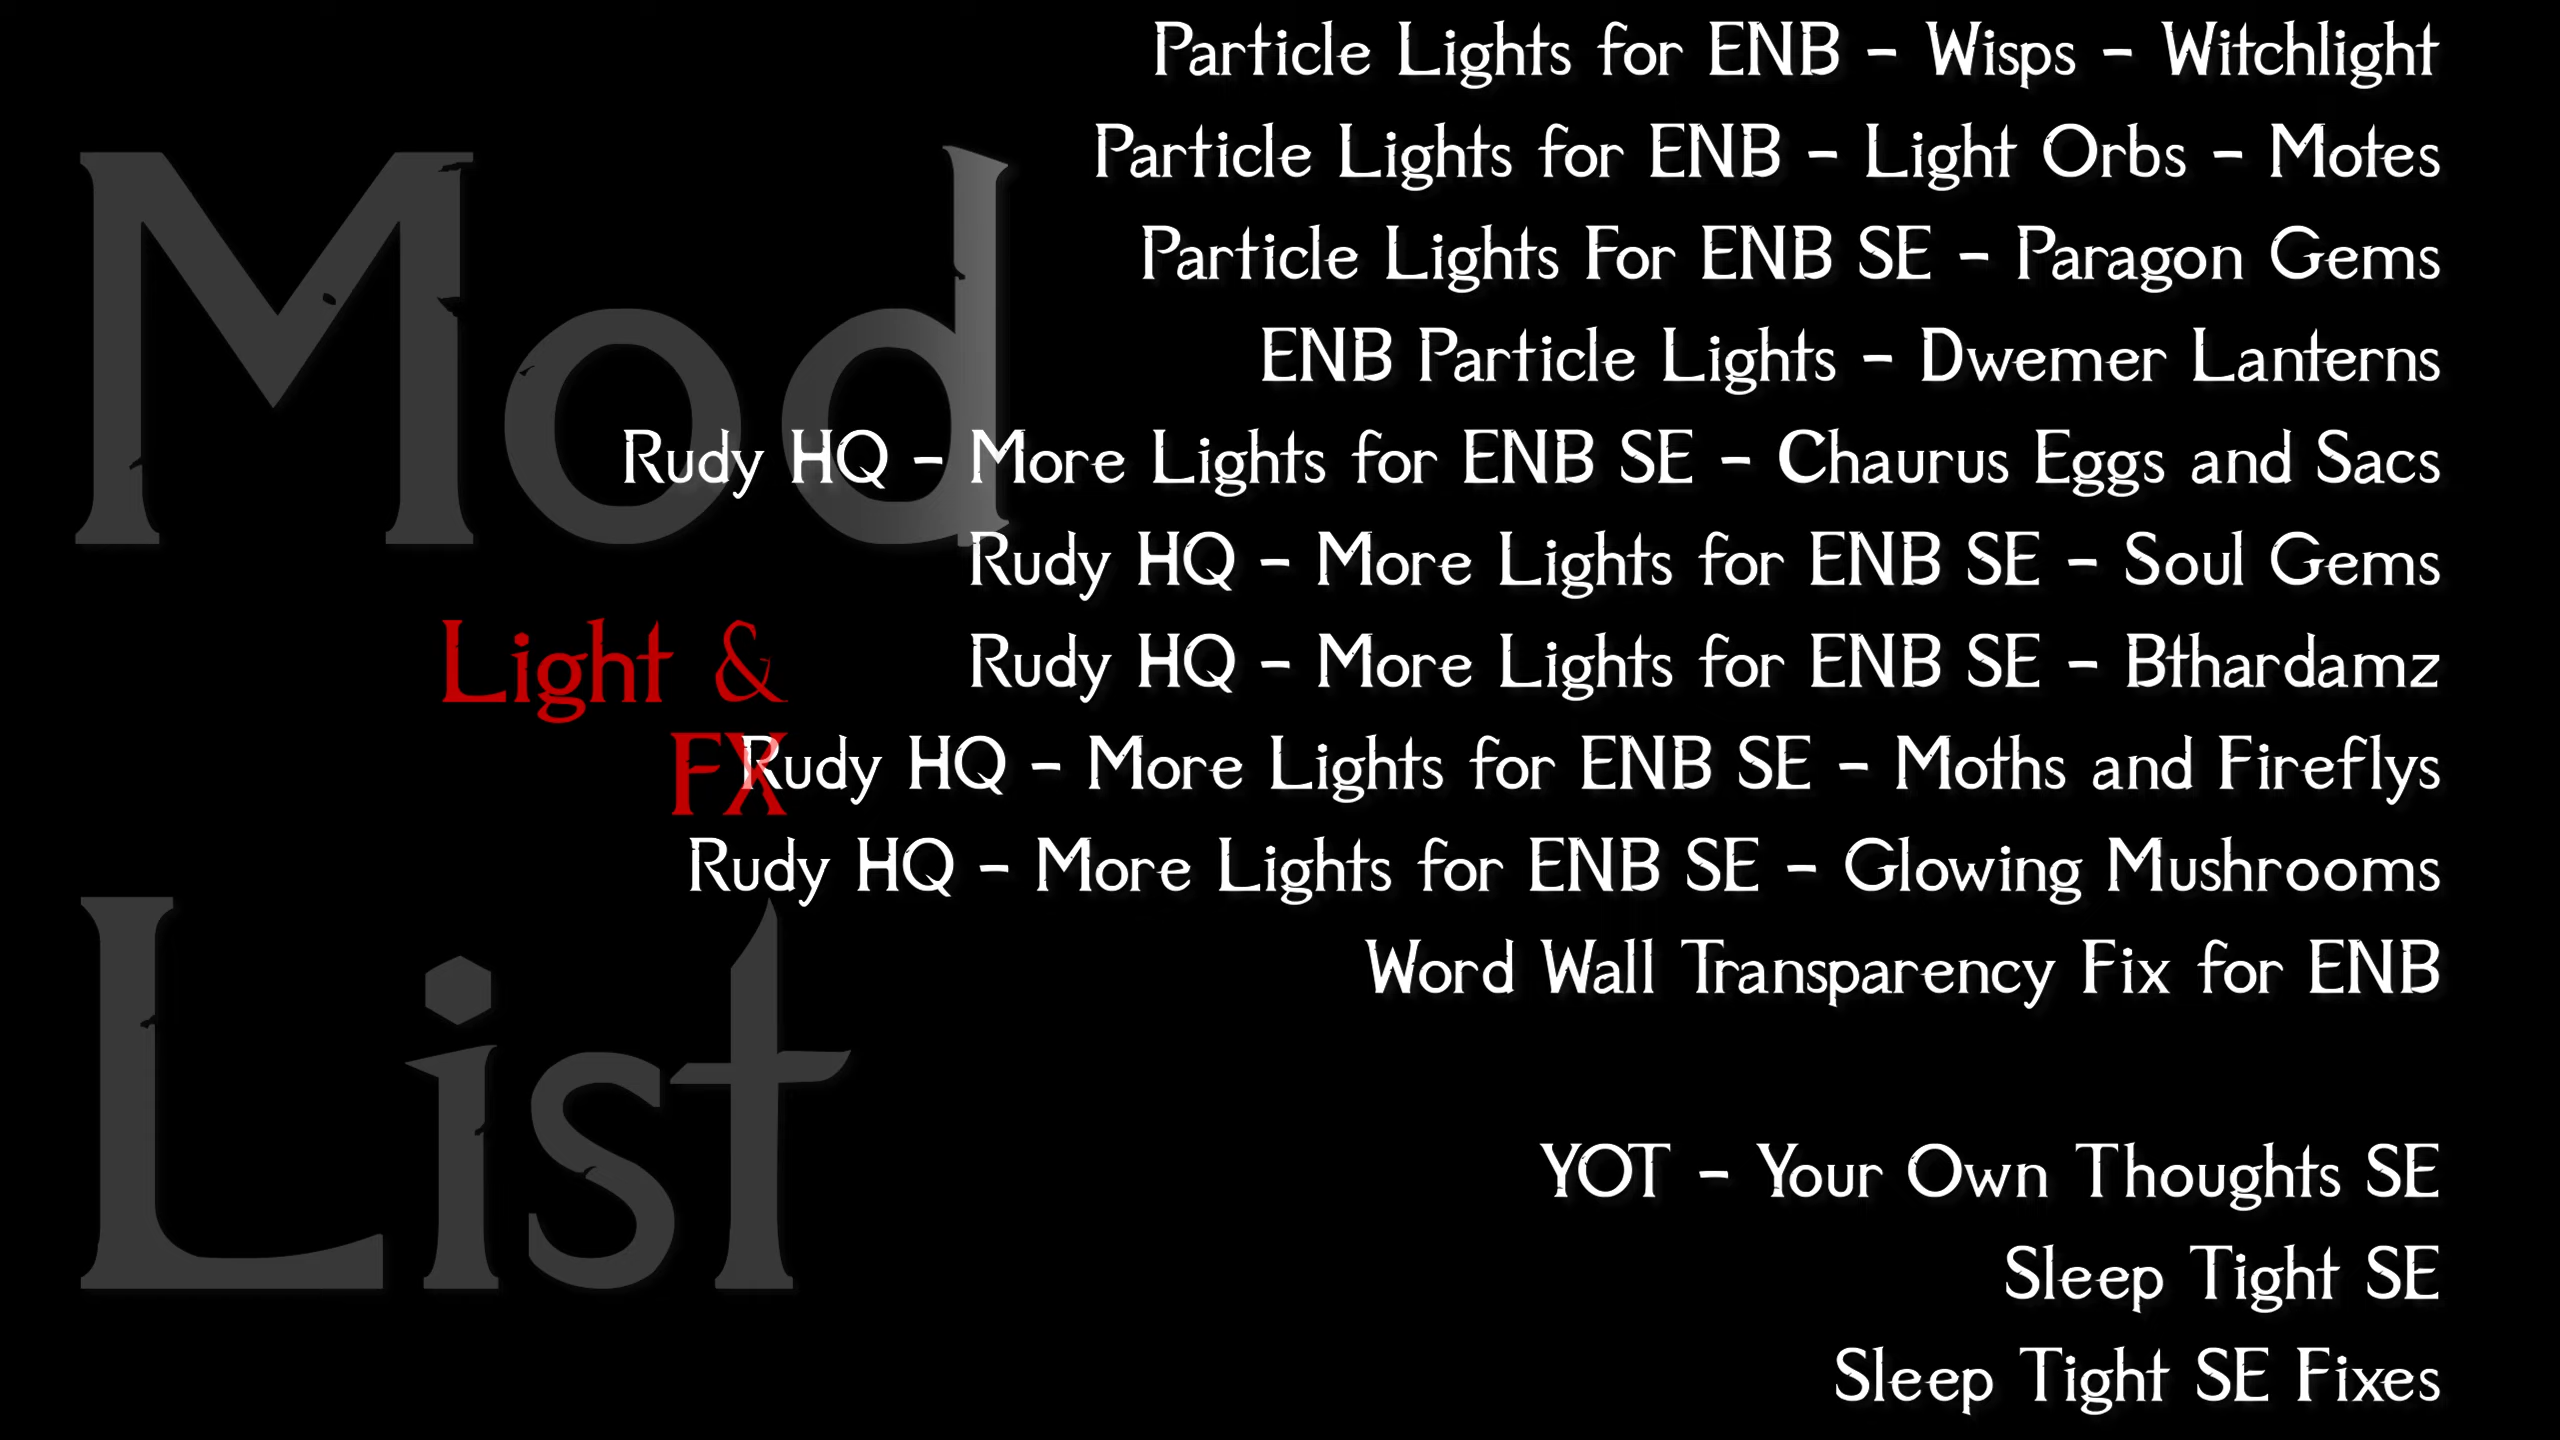 Mod
Light &
FX
List
Particle Lights for ENB - Wisps - Witchlight
Particle Lights for ENB - Light Orbs - Motes
Particle Lights For ENB SE - Paragon Gems
ENB Particle Lights - Dwemer Lanterns
Rudy HQ - More Lights for ENB SE - Chaurus Eggs and Sacs
Rudy HQ - More Lights for ENB SE - Soul Gems
Rudy HQ - More Lights for ENB SE - Bthardamz
Rudy HQ - More Lights for ENB SE - Moths and Fireflys
Rudy HQ - More Lights for ENB SE - Glowing Mushrooms
Word Wall Transparency Fix for ENB
YOT - Your Own Thoughts SE
Sleep Tight SE
Sleep Tight SE Fixes